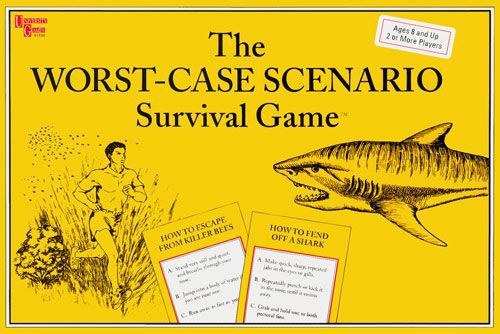 UNIVERSITY
GAMES
Ages 8 and Up
2 or More Players
The
WORST-CASE SCENARIO
Survival Game™
HOW TO ESCAPE
FROM KILLER BEES
A. Stand very still and quiet,
and breathe through your
nose.
B. Jump into a body of water if
you are near one.
C. Run away as fast as you
HOW TO FEND
OFF A SHARK
A. Make quick, sharp, repeated
jabs in the eyes or gills.
B. Repeatedly punch or kick it
in the nose, until it swims
away.
C. Grab and hold one or both
pectoral fins.